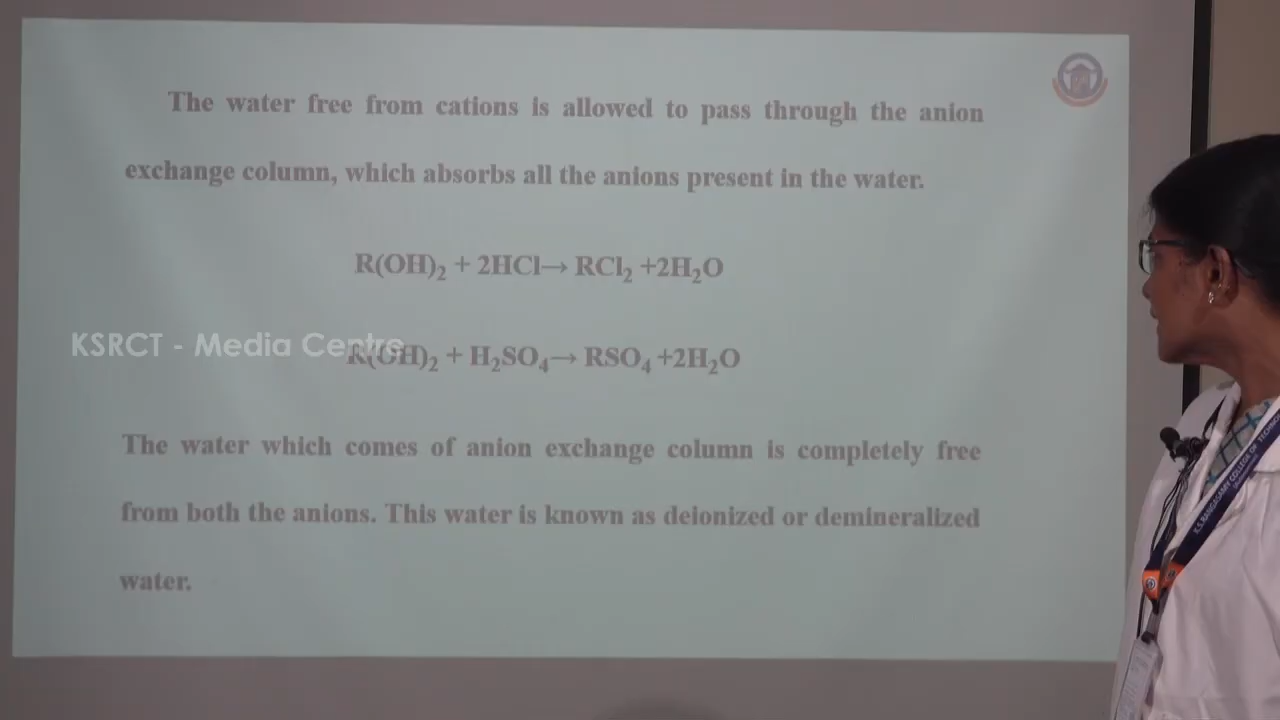 The water free from cations is allowed to pass through the anion
exchange column, which absorbs all the anions present in the water.
R(OH)₂ + 2HCl→ RCl₂ +2H₂O
KSRCT - Media Centre
R(OH)₂ + H₂SO₄→ RSO₄ +2H₂O
The water which comes of anion exchange column is completely free
from both the anions. This water is known as deionized or demineralized
water.
K.S.RANGASAMY COLLEGE OF